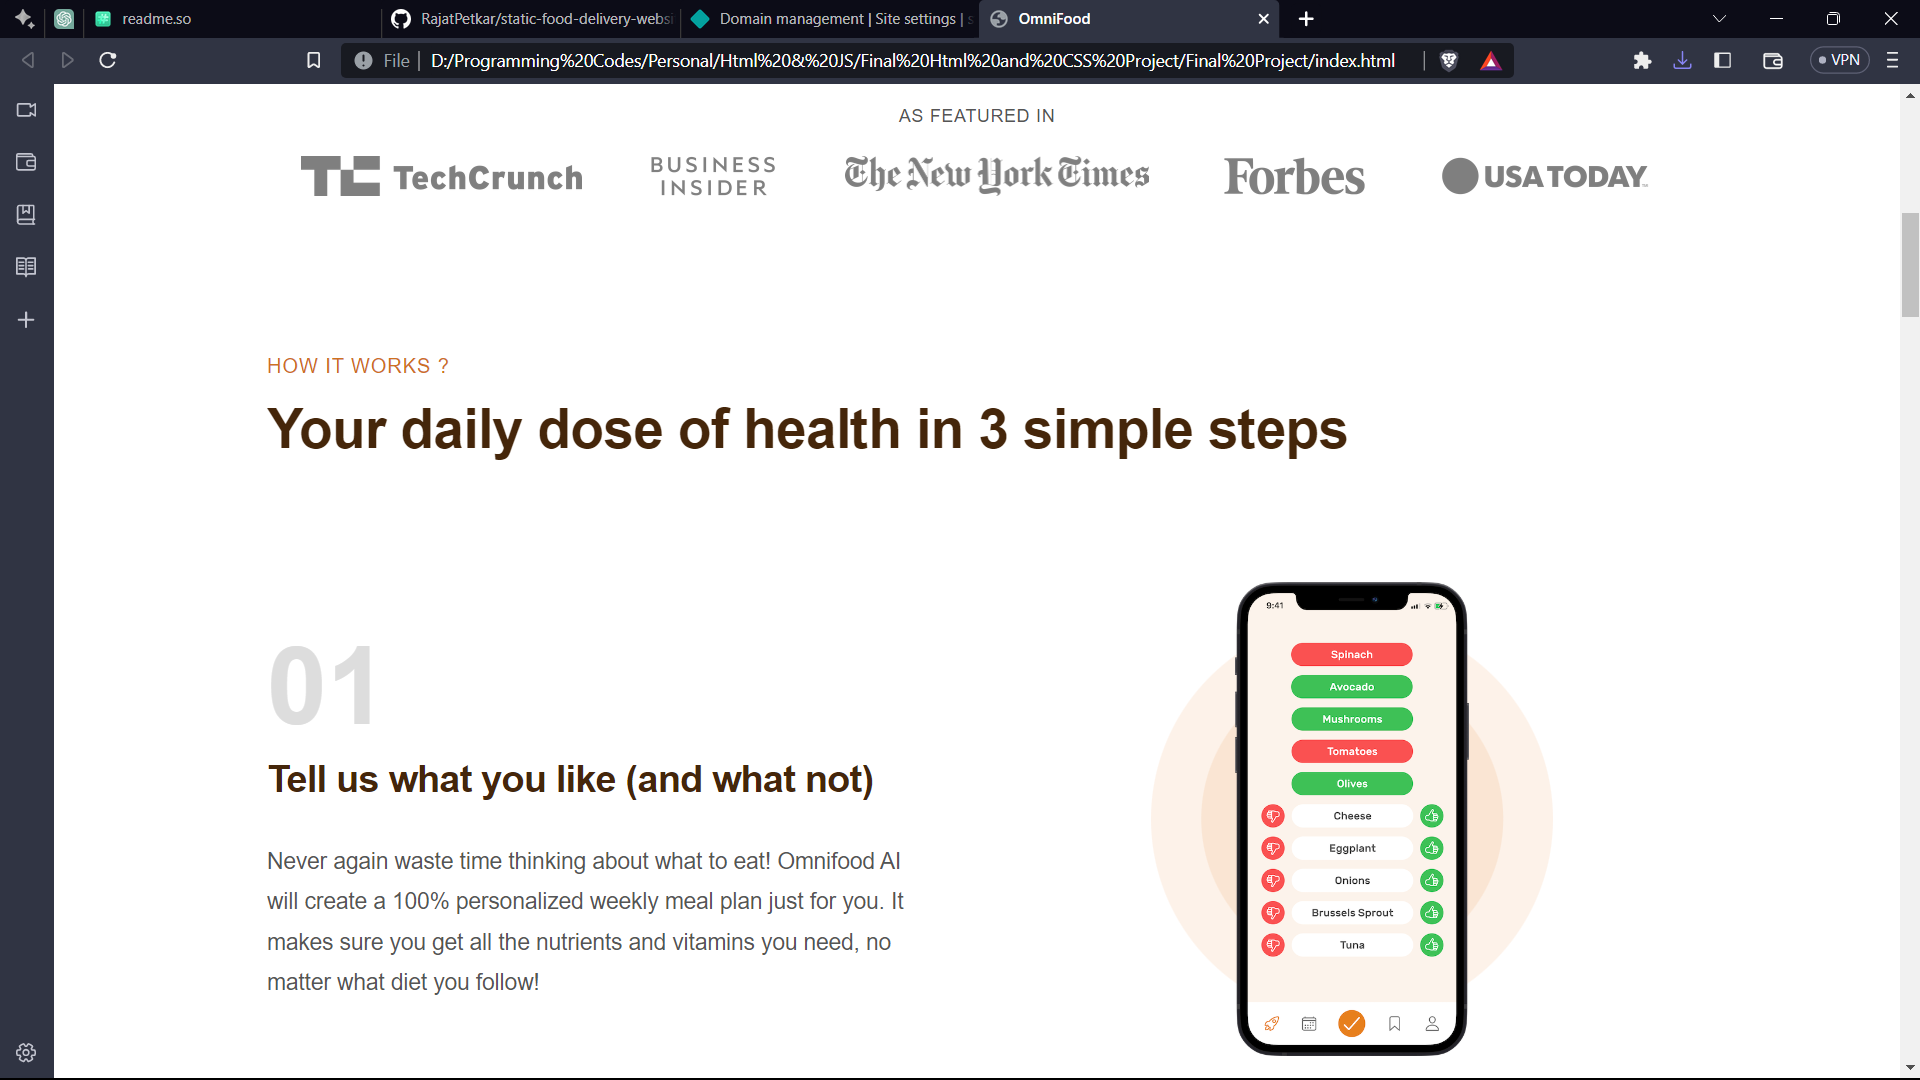 readme.so
RajatPetkar/static-food-delivery-websi
Domain management | Site settings | s
OmniFood
File
D:/Programming%20Codes/Personal/Html%20&%20JS/Final%20Html%20and%20CSS%20Project/Final%20Project/index.html
VPN
AS FEATURED IN
TC TechCrunch
BUSINESS
INSIDER
The New York Times
Forbes
USA TODAY
HOW IT WORKS ?
Your daily dose of health in 3 simple steps
01
Tell us what you like (and what not)
Never again waste time thinking about what to eat! Omnifood AI
will create a 100% personalized weekly meal plan just for you. It
makes sure you get all the nutrients and vitamins you need, no
matter what diet you follow!
9:41
Spinach
Avocado
Mushrooms
Tomatoes
Olives
Cheese
Eggplant
Onions
Brussels Sprout
Tuna